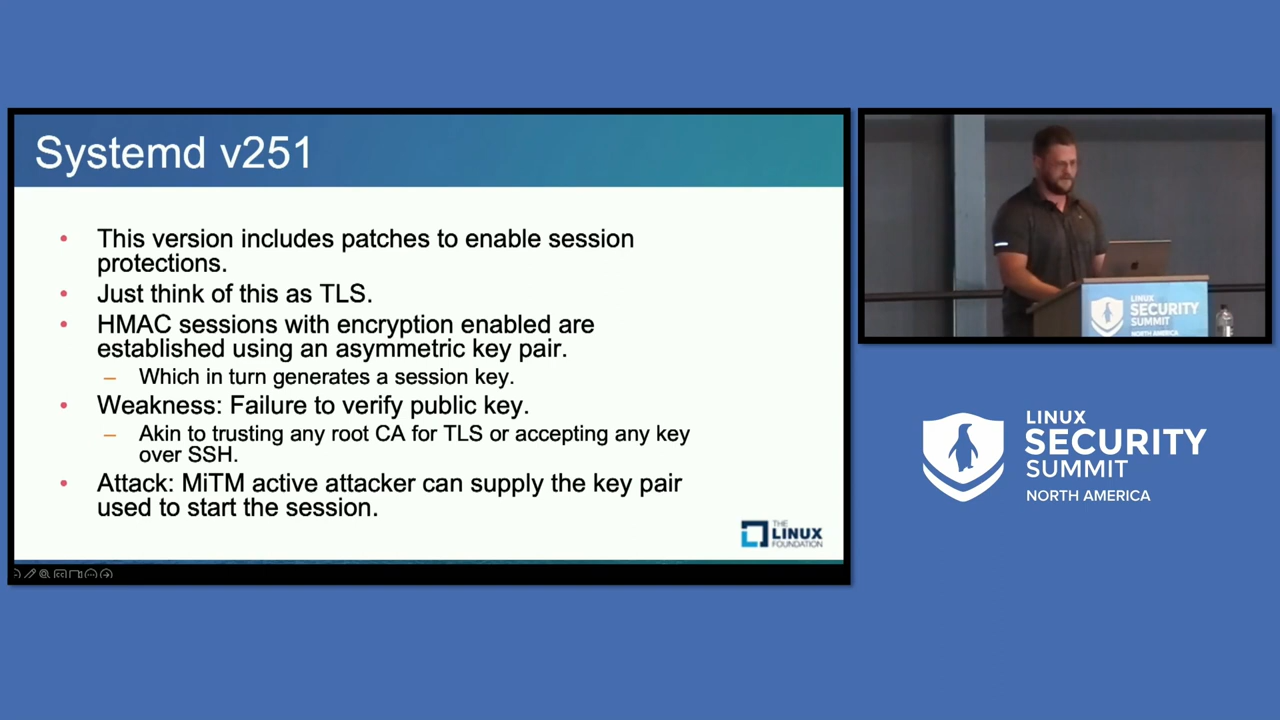 Systemd v251
• This version includes patches to enable session
protections.
• Just think of this as TLS.
• HMAC sessions with encryption enabled are
established using an asymmetric key pair.
– Which in turn generates a session key.
• Weakness: Failure to verify public key.
– Akin to trusting any root CA for TLS or accepting any key
over SSH.
• Attack: MiTM active attacker can supply the key pair
used to start the session.
THE
LINUX
FOUNDATION
LINUX
SECURITY
SUMMIT
NORTH AMERICA
LINUX
SECURITY
SUMMIT
NORTH AMERICA